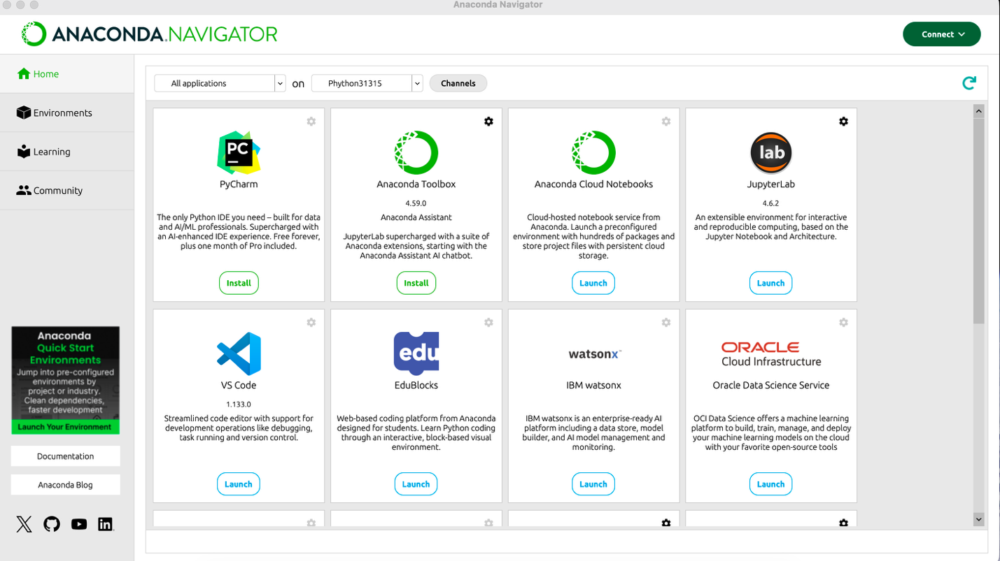 Anaconda Navigator
ANACONDA.NAVIGATOR
Connect
Home
Environments
Learning
Community
Anaconda
Quick Start
Environments
Jump into pre-configured
environments by
project or industry.
Clean dependencies,
faster development
Launch Your Environment
Documentation
Anaconda Blog
All applications
on
Phython31315
Channels
PC
PyCharm
The only Python IDE you need – built for data
and AI/ML professionals. Supercharged with
an AI-enhanced IDE experience. Free forever,
plus one month of Pro included.
Install
Anaconda Toolbox
4.59.0
Anaconda Assistant
JupyterLab supercharged with a suite of
Anaconda extensions, starting with the
Anaconda Assistant AI chatbot.
Install
Anaconda Cloud Notebooks
Cloud-hosted notebook service from
Anaconda. Launch a preconfigured
environment with hundreds of packages and
store project files with persistent cloud
storage.
Launch
lab
JupyterLab
4.6.2
An extensible environment for interactive
and reproducible computing, based on the
Jupyter Notebook and Architecture.
Launch
VS Code
1.133.0
Streamlined code editor with support for
development operations like debugging,
task running and version control.
Launch
edu
EduBlocks
Web-based coding platform from Anaconda
designed for students. Learn Python coding
through an interactive, block-based visual
environment.
Launch
watsonx™
IBM watsonx
IBM watsonx is an enterprise-ready AI
platform including a data store, model
builder, and AI model management and
monitoring.
Launch
ORACLE
Cloud Infrastructure
Oracle Data Science Service
OCI Data Science offers a machine learning
platform to build, train, manage, and deploy
your machine learning models on the cloud
with your favorite open-source tools
Launch